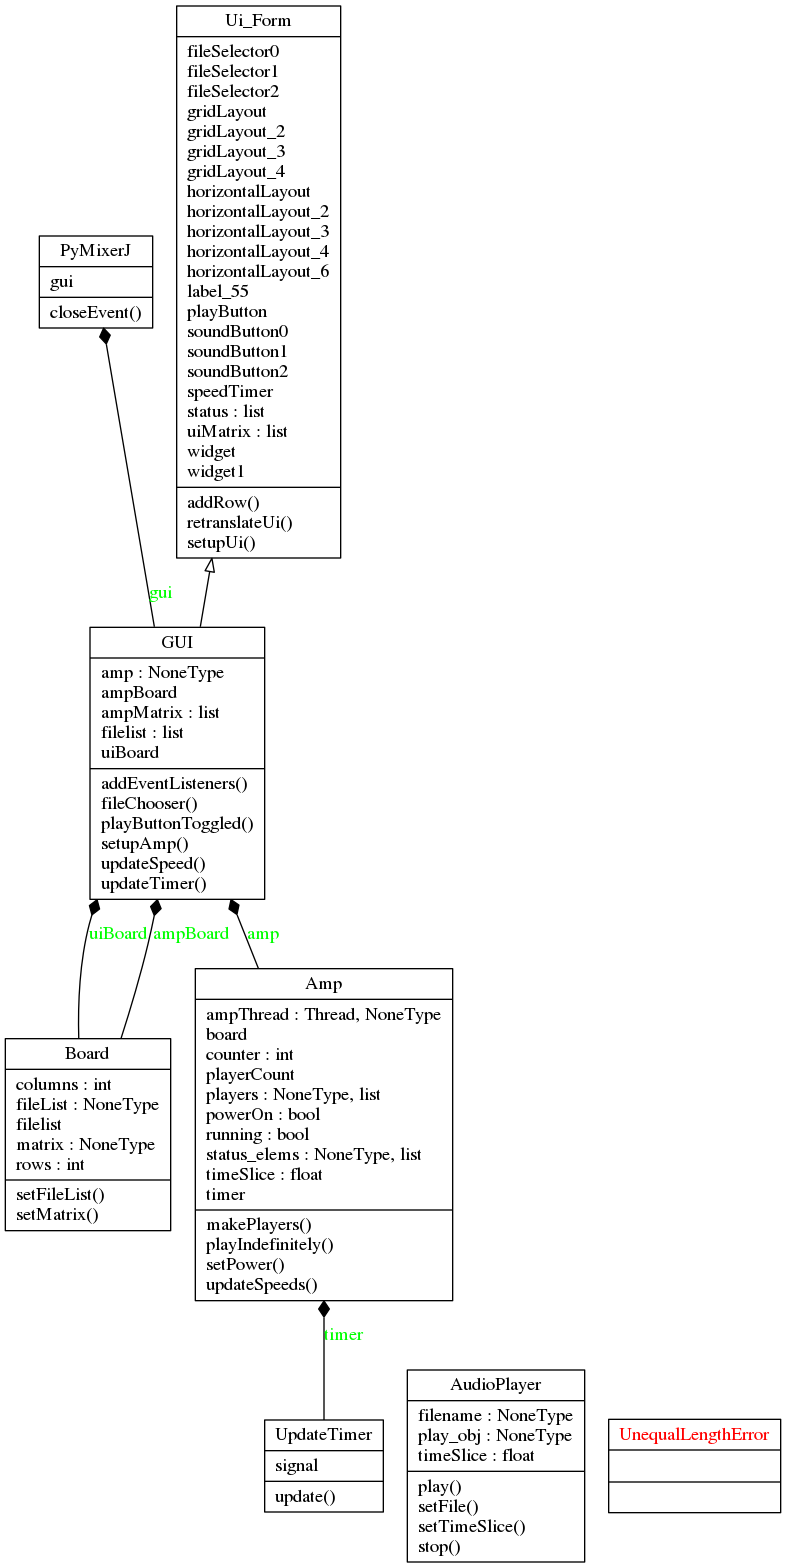 Ui_Form
fileSelector0
fileSelector1
fileSelector2
gridLayout
gridLayout_2
gridLayout_3
gridLayout_4
horizontalLayout
horizontalLayout_2
horizontalLayout_3
horizontalLayout_4
horizontalLayout_6
label_55
playButton
soundButton0
soundButton1
soundButton2
speedTimer
status : list
uiMatrix : list
widget
widget1
addRow()
retranslateUi()
setupUi()
PyMixerJ
gui
closeEvent()
gui
GUI
amp : NoneType
ampBoard
ampMatrix : list
filelist : list
uiBoard
addEventListeners()
fileChooser()
playButtonToggled()
setupAmp()
updateSpeed()
updateTimer()
uiBoard
ampBoard
amp
Board
columns : int
fileList : NoneType
filelist
matrix : NoneType
rows : int
setFileList()
setMatrix()
Amp
ampThread : Thread, NoneType
board
counter : int
playerCount
players : NoneType, list
powerOn : bool
running : bool
status_elems : NoneType, list
timeSlice : float
timer
makePlayers()
playIndefinitely()
setPower()
updateSpeeds()
timer
UpdateTimer
signal
update()
AudioPlayer
filename : NoneType
play_obj : NoneType
timeSlice : float
play()
setFile()
setTimeSlice()
stop()
UnequalLengthError